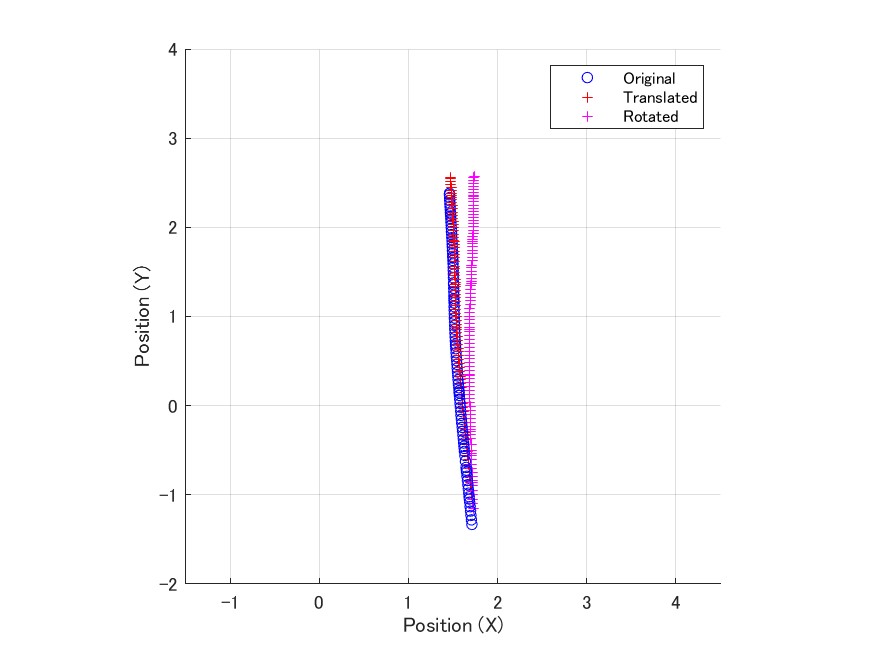 4
3
2
1
0
−1
−2
−1
0
1
2
3
4
Position (X)
Position (Y)
Original
Translated
Rotated